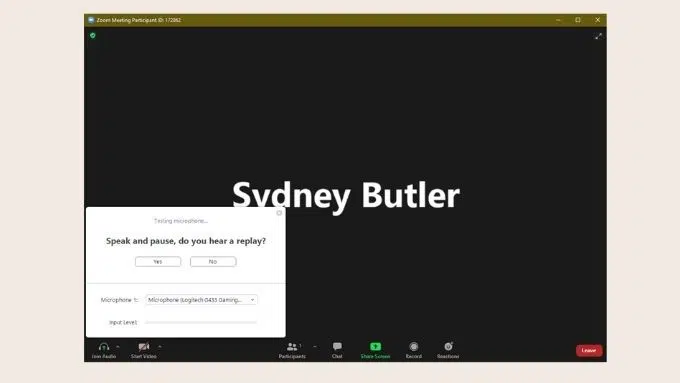 Zoom Meeting Participant ID: 172862
Sydney Butler
Testing microphone...
Speak and pause, do you hear a replay?
Yes No
Microphone 1: Microphone (Logitech G435 Gaming...
Input Level:
Join Audio Start Video Participants 1 Chat Share Screen Record Reactions Leave